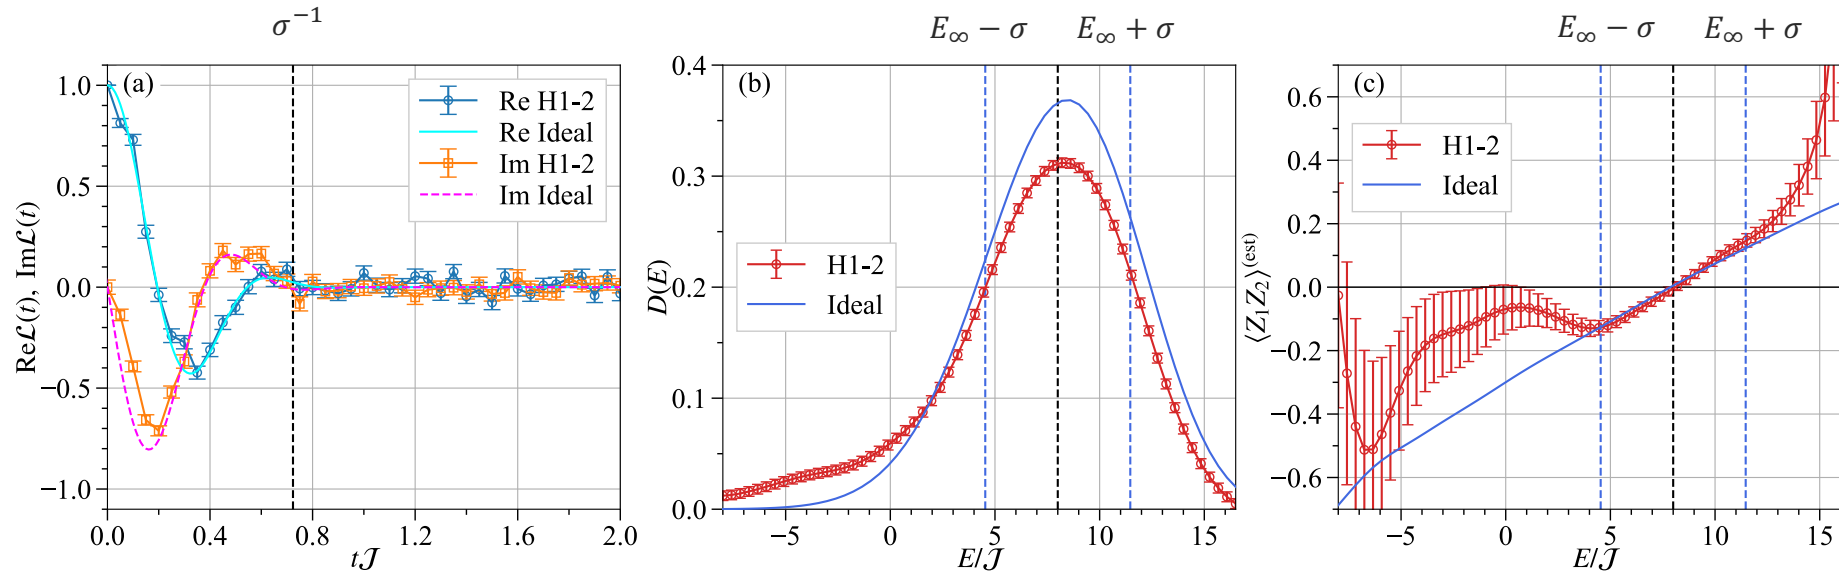 σ⁻¹
E∞ − σ
E∞ + σ
E∞ − σ
E∞ + σ
(a)
Re H1-2
Re Ideal
Im H1-2
Im Ideal
1.0
0.5
0.0
−0.5
−1.0
Reℒ(t), Imℒ(t)
0.0 0.4 0.8 1.2 1.6 2.0
t𝒥
(b)
H1-2
Ideal
0.4
0.3
0.2
0.1
0.0
D(E)
−5 0 5 10 15
E/𝒥
(c)
H1-2
Ideal
0.6
0.4
0.2
0.0
−0.2
−0.4
−0.6
⟨Z₁Z₂⟩⁽ᵉˢᵗ⁾
−5 0 5 10 15
E/𝒥